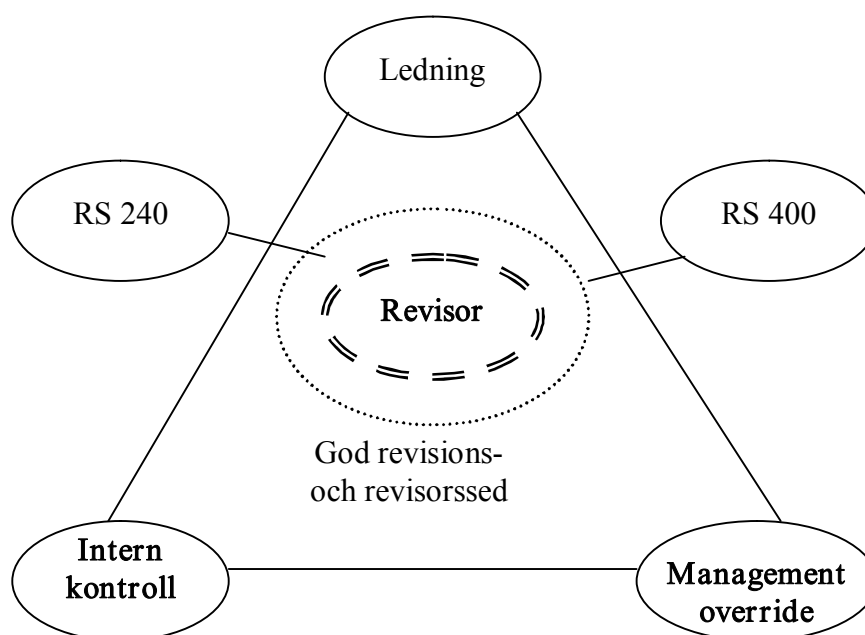 Ledning
RS 240
RS 400
Revisor
God revisions-
och revisorssed
Intern
kontroll
Management
override